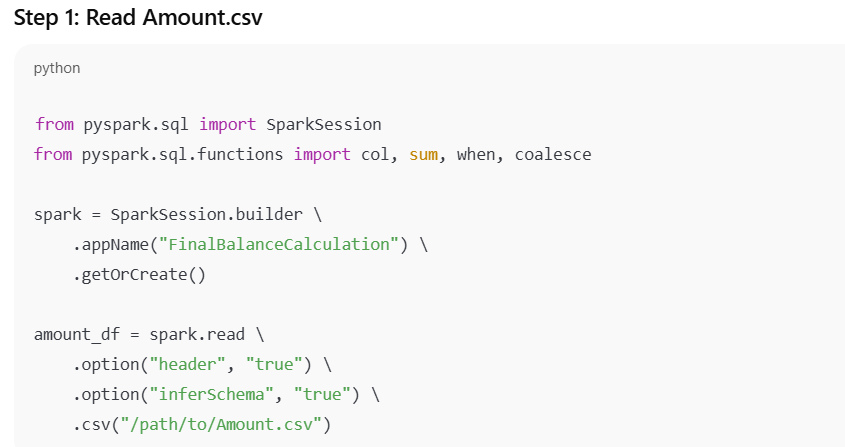 Step 1: Read Amount.csv
python
from pyspark.sql import SparkSession
from pyspark.sql.functions import col, sum, when, coalesce
spark = SparkSession.builder \
    .appName("FinalBalanceCalculation") \
    .getOrCreate()
amount_df = spark.read \
    .option("header", "true") \
    .option("inferSchema", "true") \
    .csv("/path/to/Amount.csv")